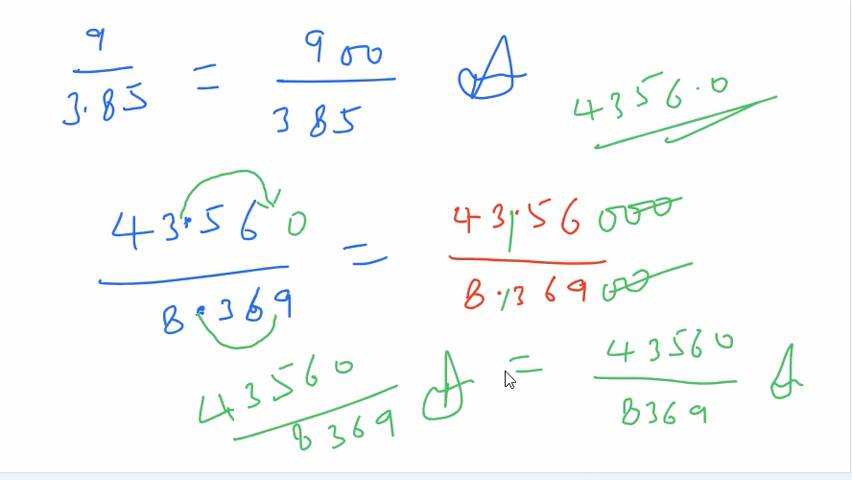 9/3.85 = 900/385 A
4356.0
43.560/8.369 = 43.56000/8.36900
43560/8369 A = 43560/8369 A